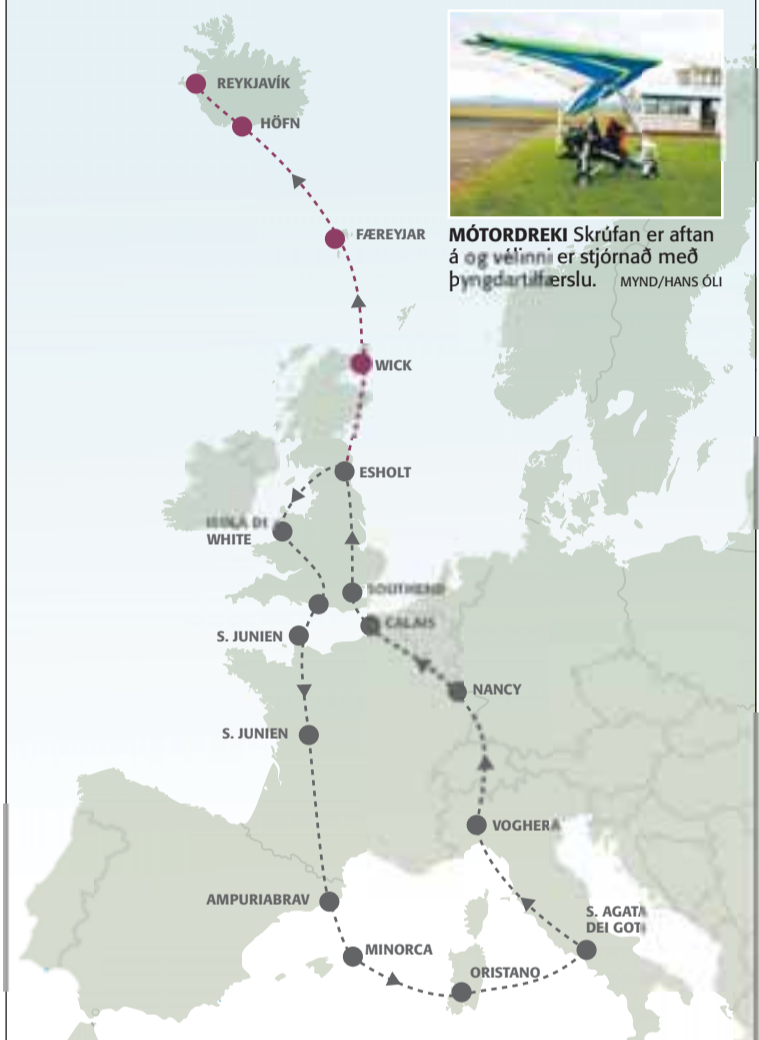 REYKJAVÍK
HÖFN
FÆREYJAR
MÓTORDREKI Skrúfan er aftan
á og vélinni er stjórnað með
þyngdartilfærslu. MYND/HANS ÓLI
WICK
ESHOLT
WHITE
SOUTHEND
CALAIS
S. JUNIEN
NANCY
S. JUNIEN
VOGHERA
AMPURIABRAV
S. AGATA
DEI GOTI
MINORCA
ORISTANO